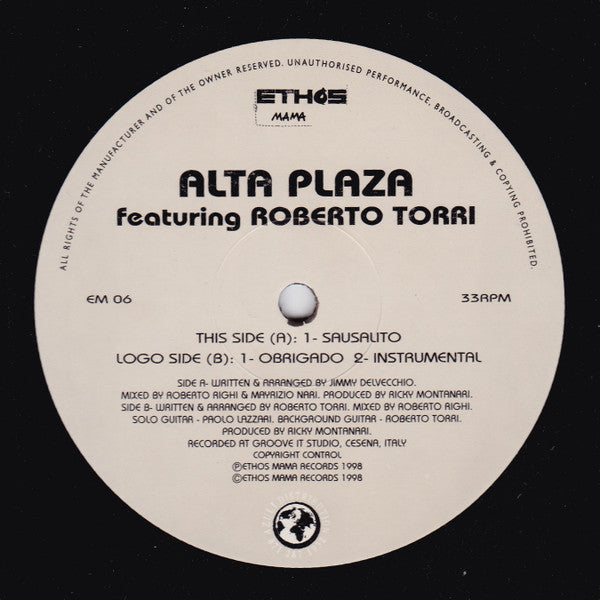 ALL RIGHTS OF THE MANUFACTURER AND OF THE OWNER RESERVED. UNAUTHORISED PERFORMANCE, BROADCASTING & COPYING PROHIBITED.
ETHOS
MAMA
ALTA PLAZA
featuring ROBERTO TORRI
EM 06
33RPM
THIS SIDE (A): 1- SAUSALITO
LOGO SIDE (B): 1- OBRIGADO 2- INSTRUMENTAL
SIDE A- WRITTEN & ARRANGED BY JIMMY DELVECCHIO.
MIXED BY ROBERTO RIGHI & MAYRIZIO NARI. PRODUCED BY RICKY MONTANARI.
SIDE B- WRITTEN & ARRANGED BY ROBERTO TORRI. MIXED BY ROBERTO RIGHI.
SOLO GUITAR - PAOLO LAZZARI. BACKGROUND GUITAR - ROBERTO TORRI.
PRODUCED BY RICKY MONTANARI.
RECORDED AT GROOVE IT STUDIO, CESENA, ITALY
COPYRIGHT CONTROL
ⓅETHOS MAMA RECORDS 1998
©ETHOS MAMA RECORDS 1998